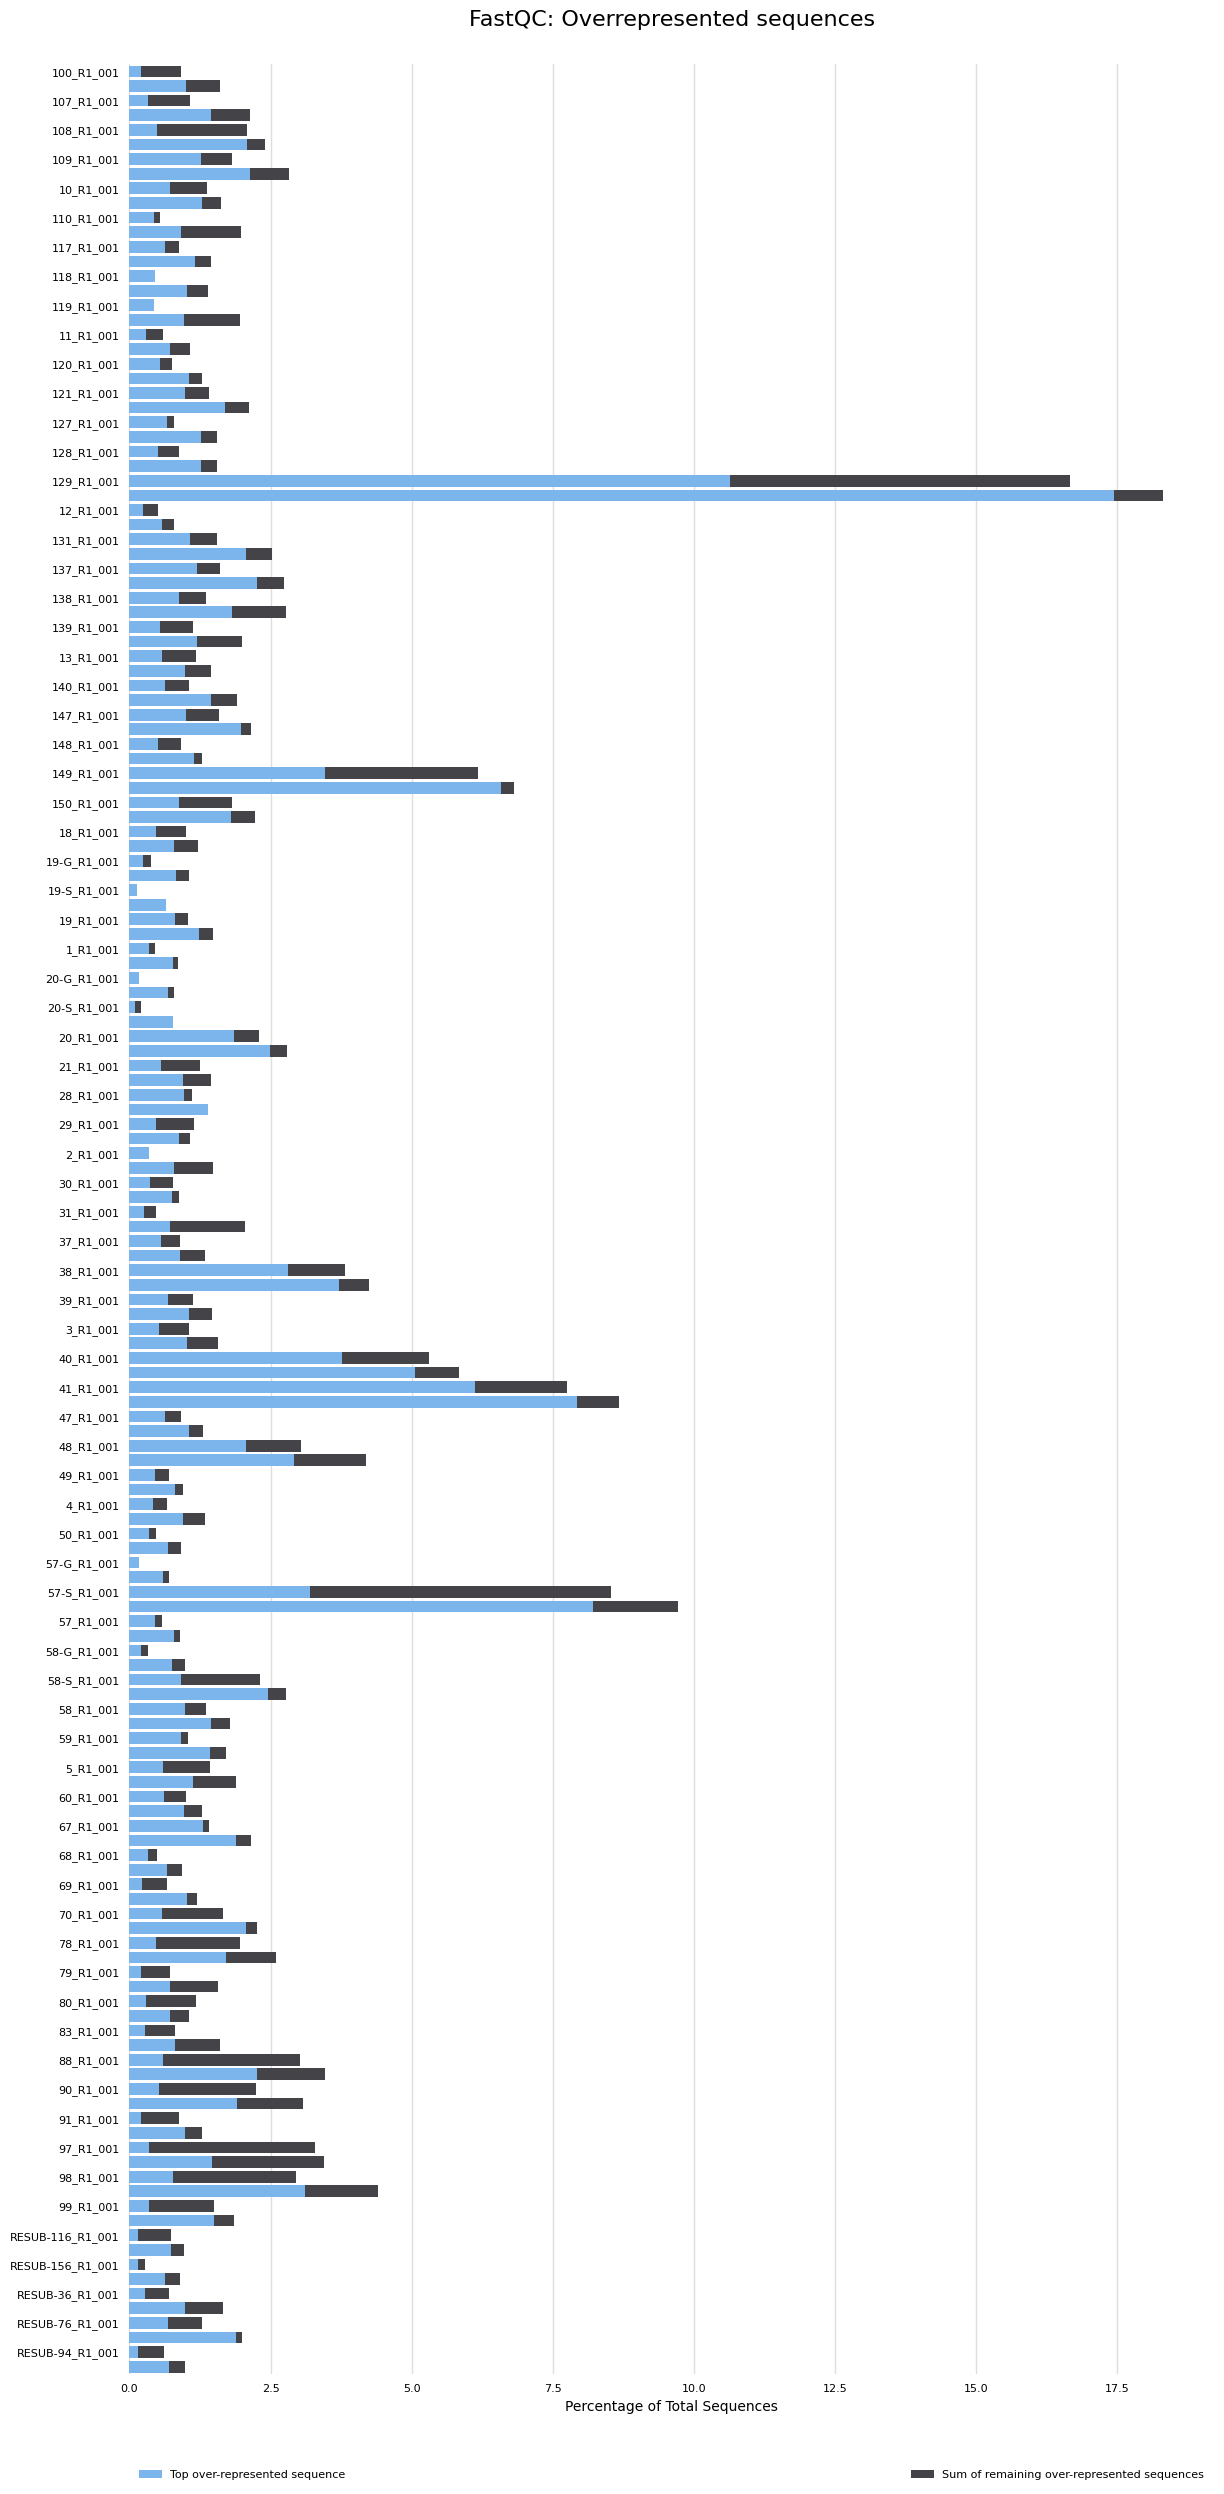 FastQC: Overrepresented sequences
100_R1_001
107_R1_001
108_R1_001
109_R1_001
10_R1_001
110_R1_001
117_R1_001
118_R1_001
119_R1_001
11_R1_001
120_R1_001
121_R1_001
127_R1_001
128_R1_001
129_R1_001
12_R1_001
131_R1_001
137_R1_001
138_R1_001
139_R1_001
13_R1_001
140_R1_001
147_R1_001
148_R1_001
149_R1_001
150_R1_001
18_R1_001
19-G_R1_001
19-S_R1_001
19_R1_001
1_R1_001
20-G_R1_001
20-S_R1_001
20_R1_001
21_R1_001
28_R1_001
29_R1_001
2_R1_001
30_R1_001
31_R1_001
37_R1_001
38_R1_001
39_R1_001
3_R1_001
40_R1_001
41_R1_001
47_R1_001
48_R1_001
49_R1_001
4_R1_001
50_R1_001
57-G_R1_001
57-S_R1_001
57_R1_001
58-G_R1_001
58-S_R1_001
58_R1_001
59_R1_001
5_R1_001
60_R1_001
67_R1_001
68_R1_001
69_R1_001
70_R1_001
78_R1_001
79_R1_001
80_R1_001
83_R1_001
88_R1_001
90_R1_001
91_R1_001
97_R1_001
98_R1_001
99_R1_001
RESUB-116_R1_001
RESUB-156_R1_001
RESUB-36_R1_001
RESUB-76_R1_001
RESUB-94_R1_001
0.0 2.5 5.0 7.5 10.0 12.5 15.0 17.5
Percentage of Total Sequences
Top over-represented sequence Sum of remaining over-represented sequences